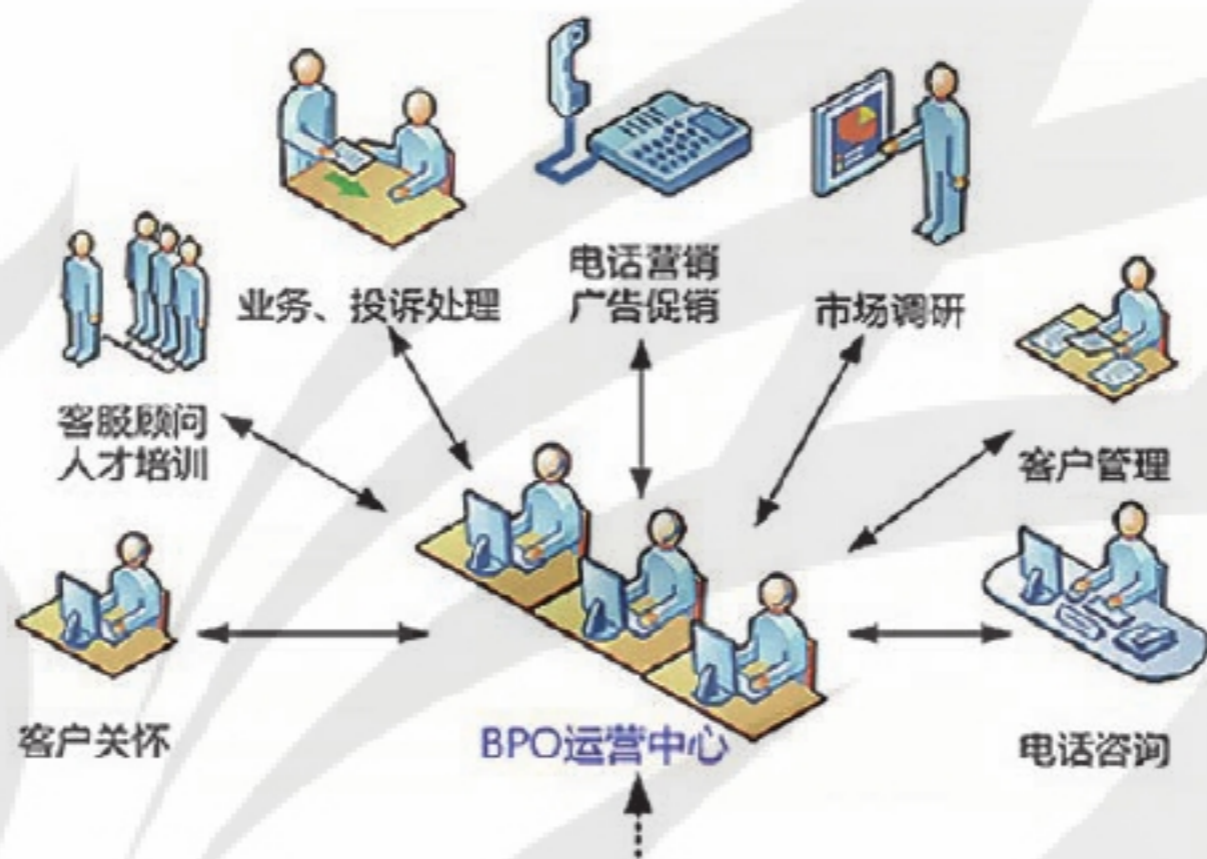 业务、投诉处理
电话营销
广告促销
市场调研
客服顾问
人才培训
客户管理
客户关怀
BPO运营中心
电话咨询